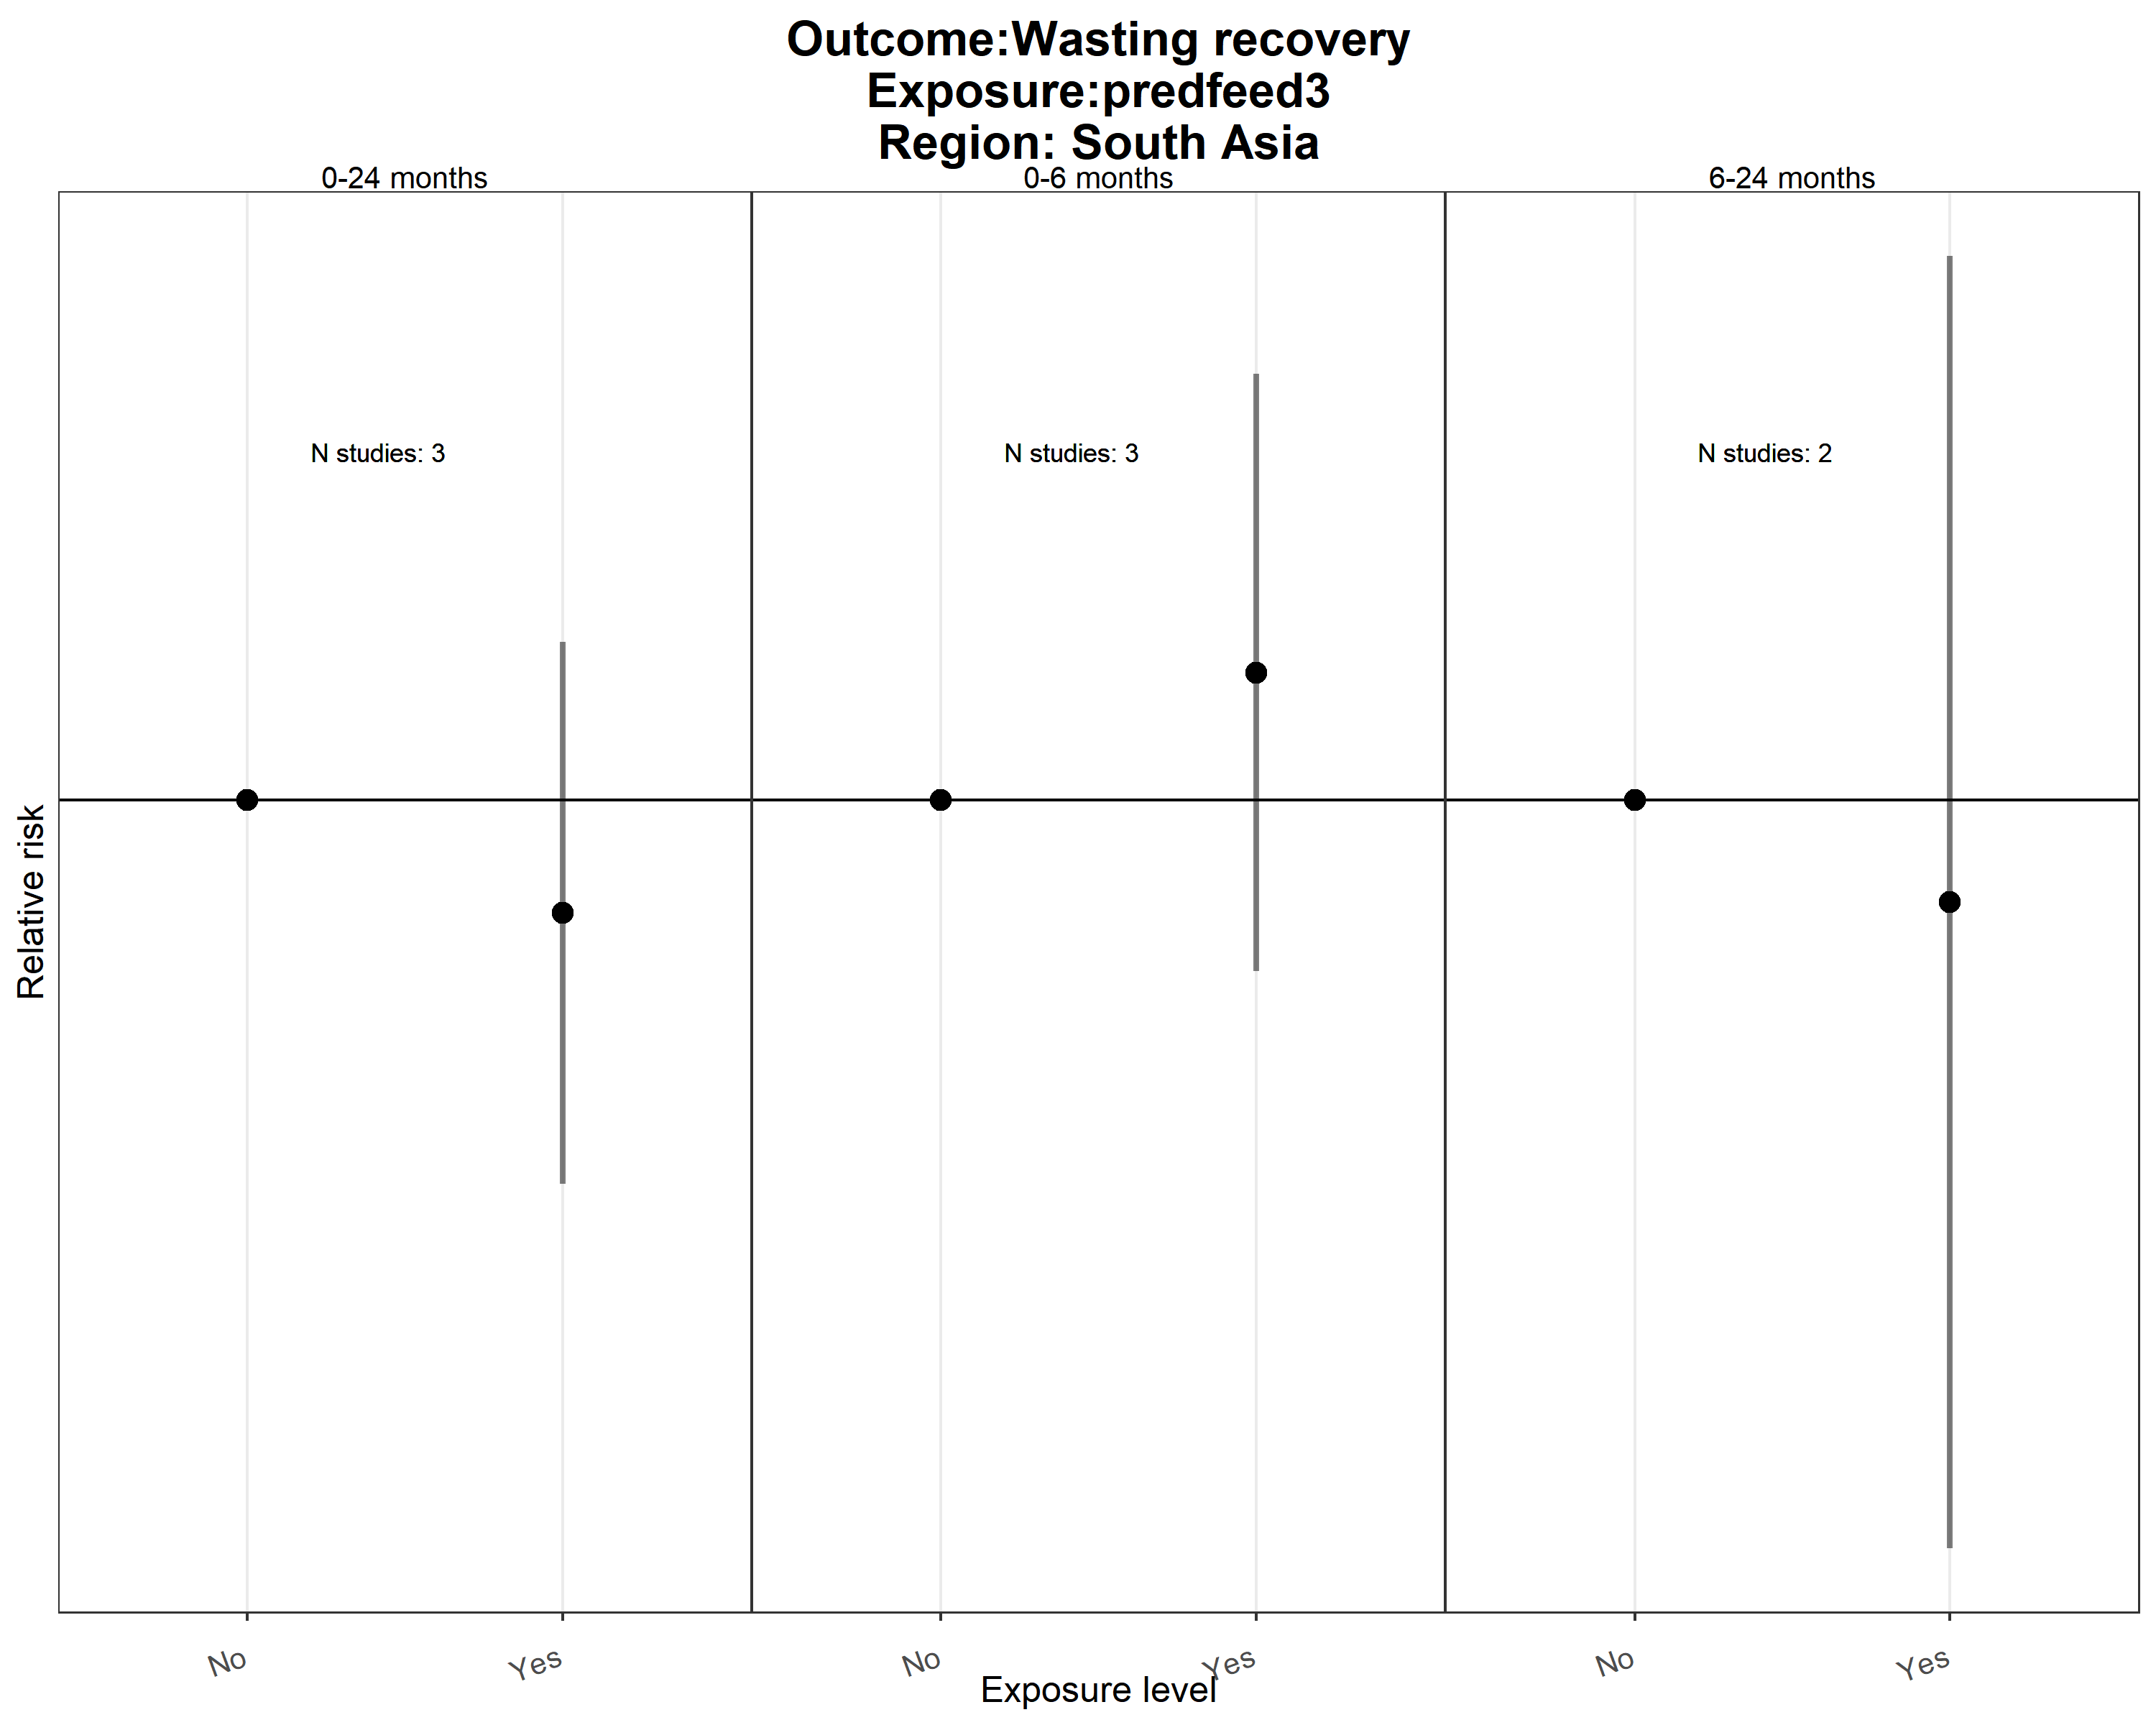 Outcome:Wasting recovery
Exposure:predfeed3
Region: South Asia
0-24 months
0-6 months
6-24 months
N studies: 3
N studies: 3
N studies: 2
Relative risk
No
Yes
No
Yes
No
Yes
Exposure level